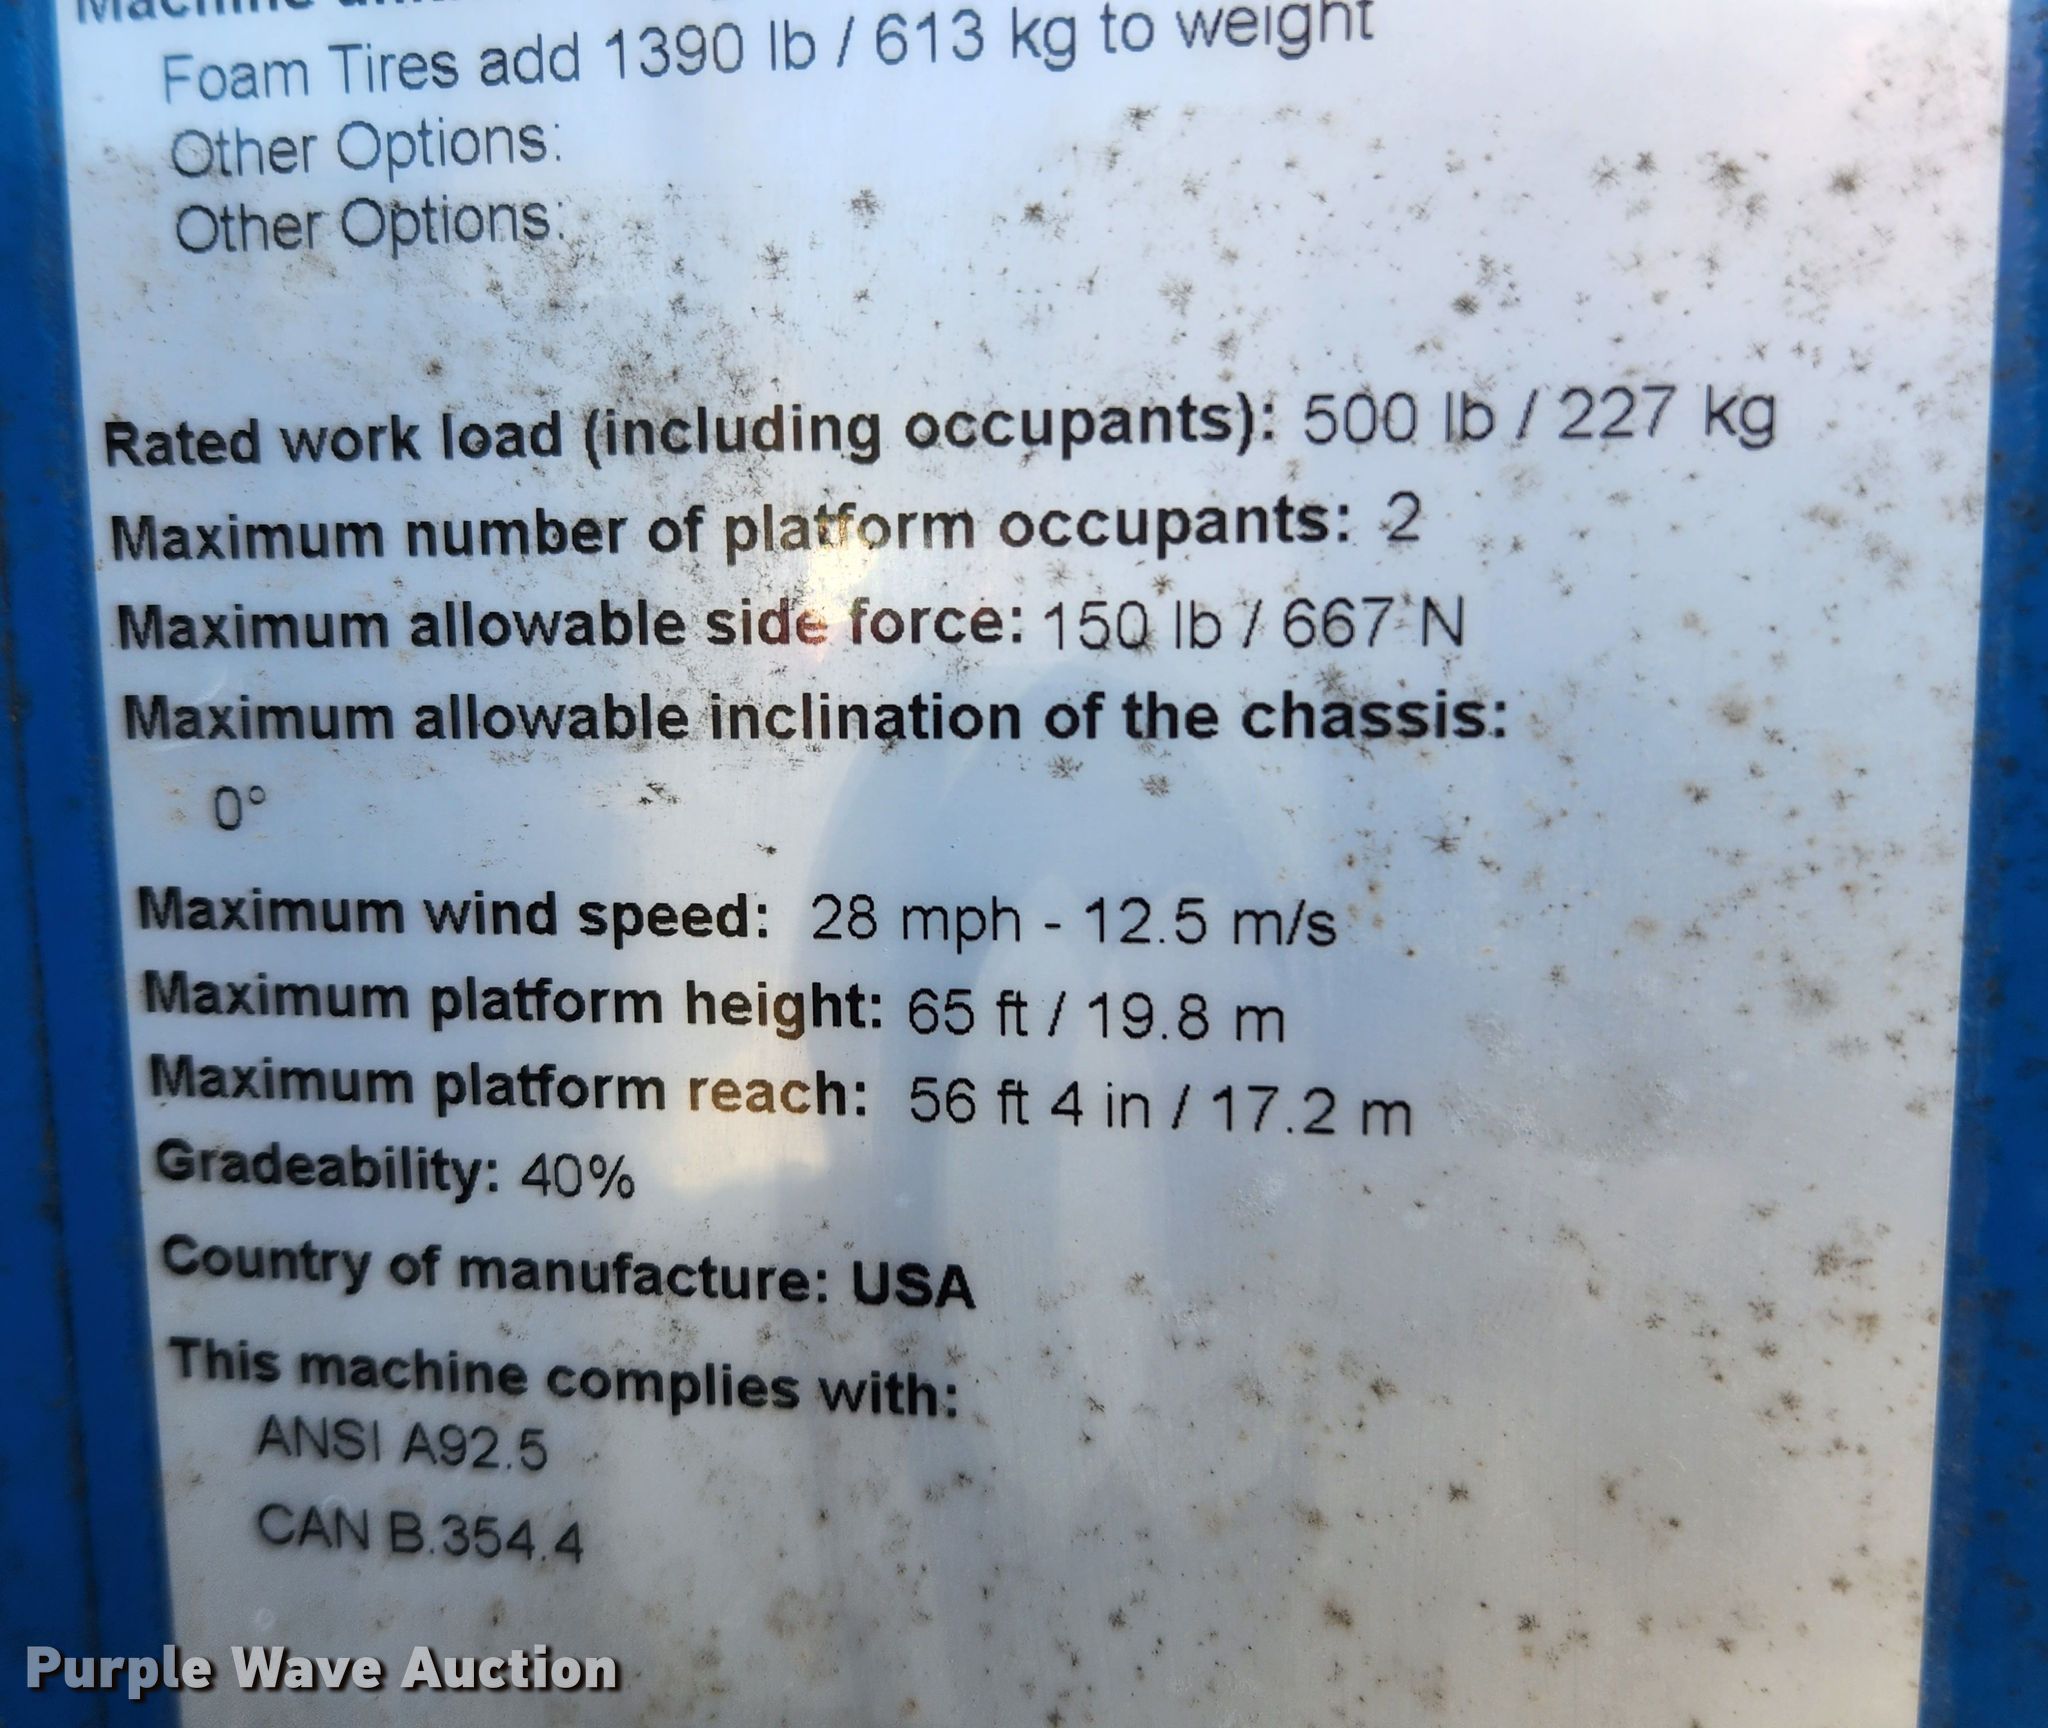 Machine
Foam Tires add 1390 lb / 613 kg to weight
Other Options:
Other Options:
Rated work load (including occupants): 500 lb / 227 kg
Maximum number of platform occupants: 2
Maximum allowable side force: 150 lb / 667 N
Maximum allowable inclination of the chassis:
0°
Maximum wind speed: 28 mph - 12.5 m/s
Maximum platform height: 65 ft / 19.8 m
Maximum platform reach: 56 ft 4 in / 17.2 m
Gradeability: 40%
Country of manufacture: USA
This machine complies with:
ANSI A92.5
CAN B.354.4
Purple Wave Auction